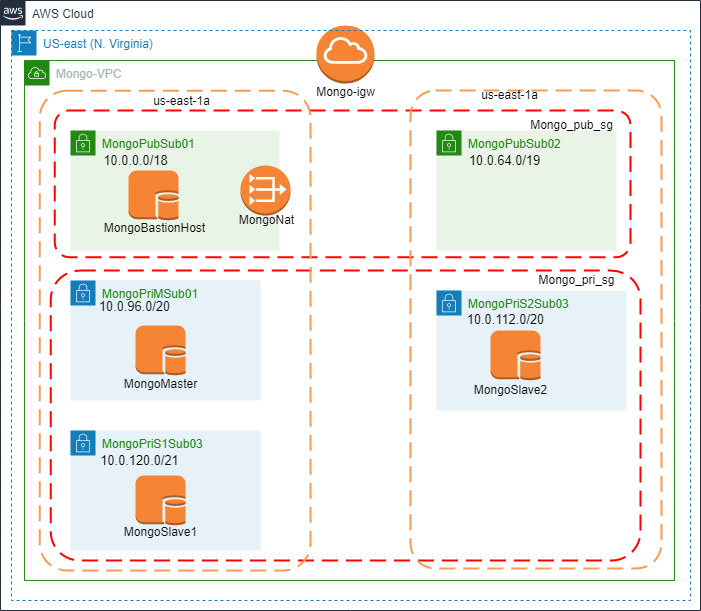 aws
AWS Cloud
US-east (N. Virginia)
Mongo-igw
Mongo-VPC
us-east-1a
us-east-1a
Mongo_pub_sg
MongoPubSub01
10.0.0.0/18
MongoBastionHost
MongoNat
MongoPubSub02
10.0.64.0/19
Mongo_pri_sg
MongoPriMSub01
10.0.96.0/20
MongoMaster
MongoPriS2Sub03
10.0.112.0/20
MongoSlave2
MongoPriS1Sub03
10.0.120.0/21
MongoSlave1